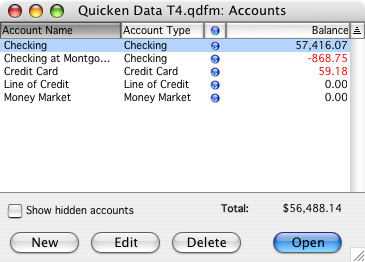 Quicken Data T4.qdfm: Accounts
Account Name Account Type Balance
Checking Checking 57,416.07
Checking at Montgo... Checking -868.75
Credit Card Credit Card 59.18
Line of Credit Line of Credit 0.00
Money Market Money Market 0.00
Show hidden accounts Total: $56,488.14
New Edit Delete Open